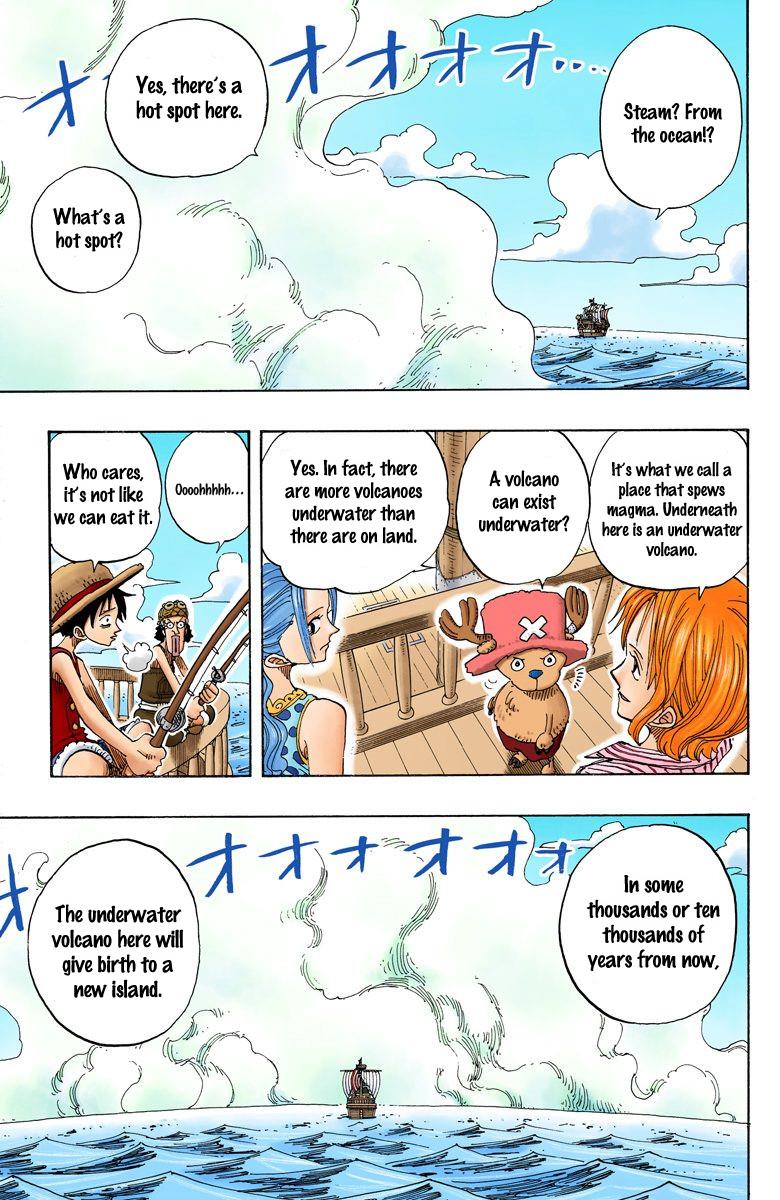 Steam? From
the ocean!?
オオオオオオ...
Yes, there's a
hot spot here.
What's a
hot spot?
It's what we call a
place that spews
magma. Underneath
here is an underwater
volcano.
A volcano
can exist
underwater?
Yes. In fact, there
are more volcanoes
underwater than
there are on land.
Ooohhhhh...
Who cares,
it's not like
we can eat it.
In some
thousands or ten
thousands of
years from now,
オオオオオオオ
The underwater
volcano here will
give birth to a
new island.